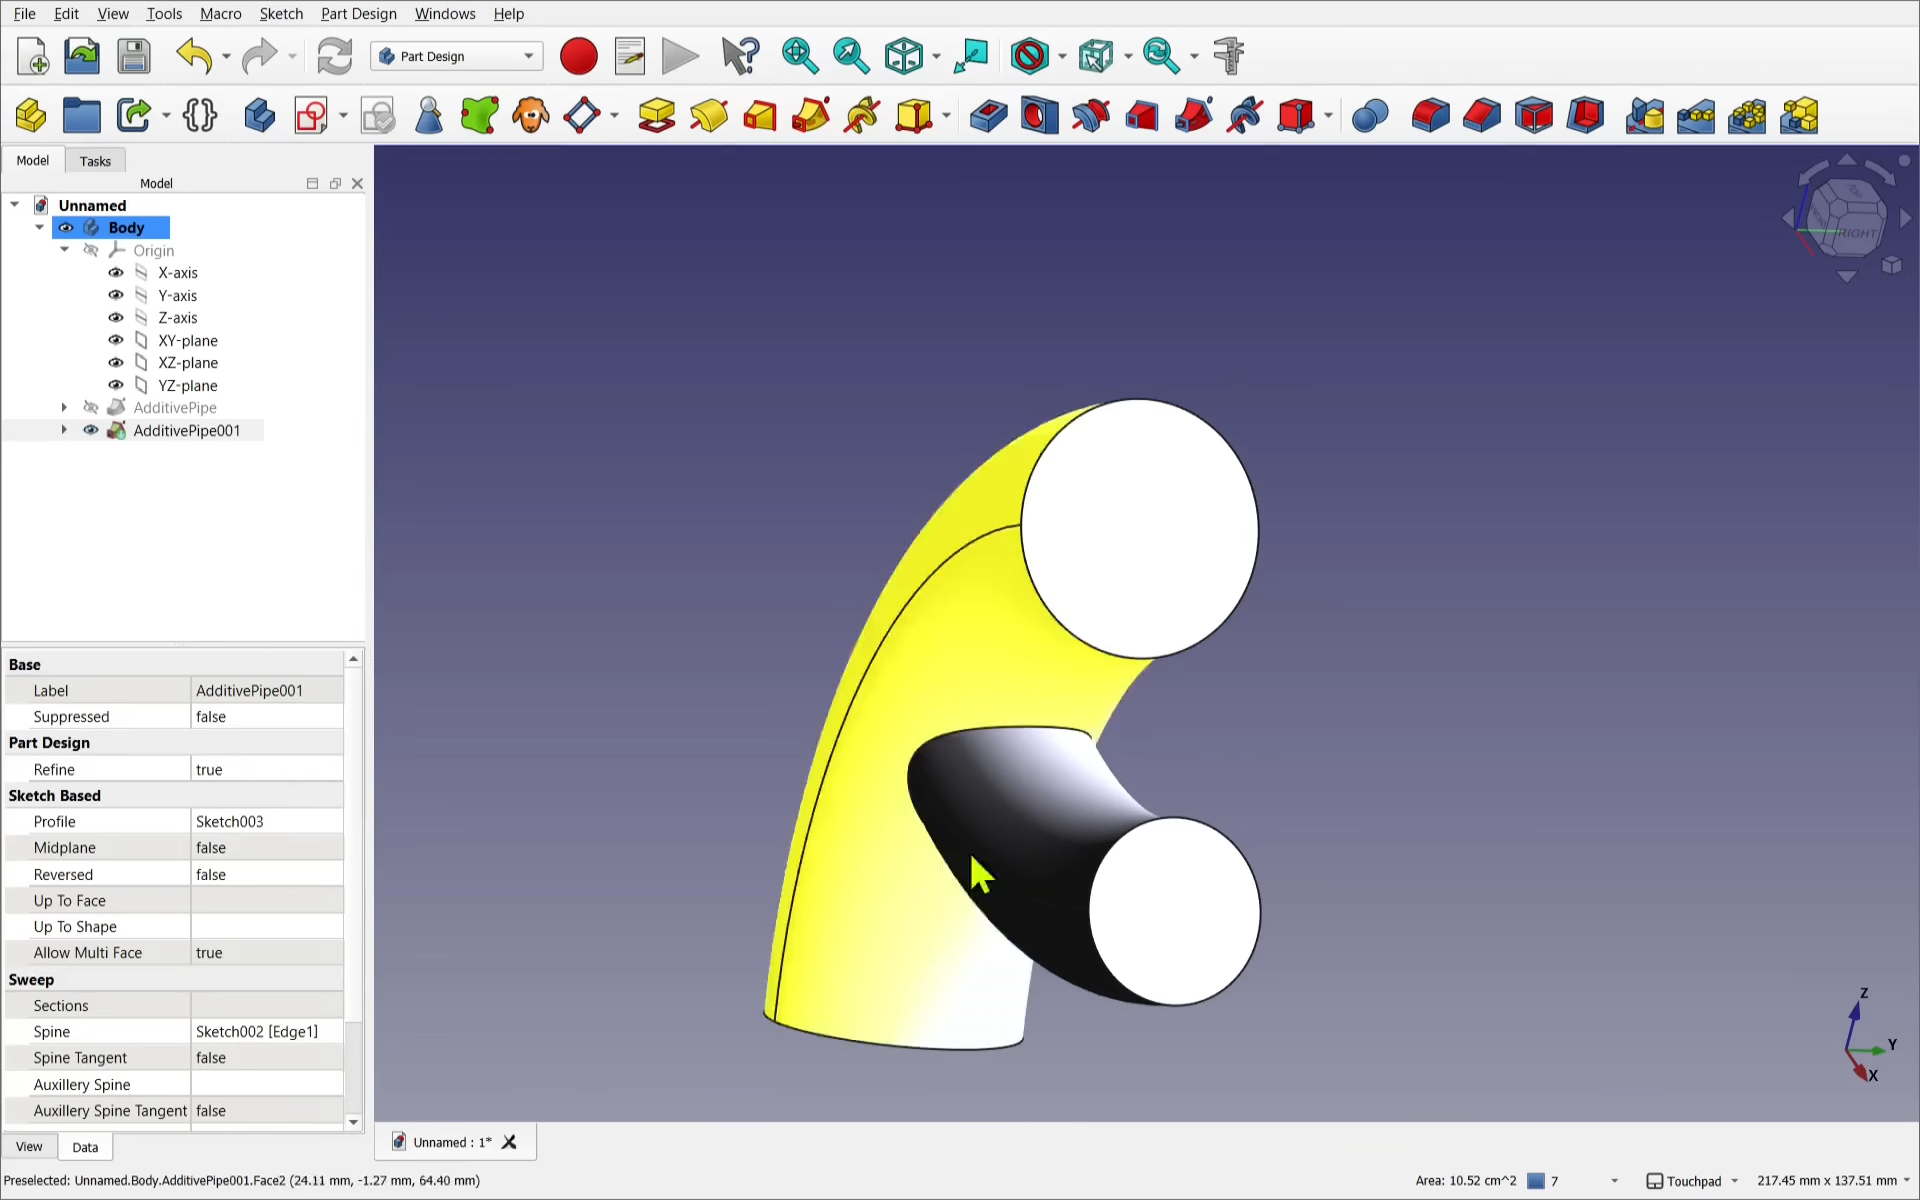 File Edit View Tools Macro Sketch Part Design Windows Help
Part Design
Model Tasks
Model
Unnamed
Body
Origin
X-axis
Y-axis
Z-axis
XY-plane
XZ-plane
YZ-plane
AdditivePipe
AdditivePipe001
Base
Label AdditivePipe001
Suppressed false
Part Design
Refine true
Sketch Based
Profile Sketch003
Midplane false
Reversed false
Up To Face
Up To Shape
Allow Multi Face true
Sweep
Sections
Spine Sketch002 [Edge1]
Spine Tangent false
Auxillery Spine
Auxillery Spine Tangent false
View Data
RIGHT
Z
Y
X
Unnamed : 1*
Preselected: Unnamed.Body.AdditivePipe001.Face2 (24.11 mm, -1.27 mm, 64.40 mm)
Area: 10.52 cm^2 7 Touchpad 217.45 mm x 137.51 mm